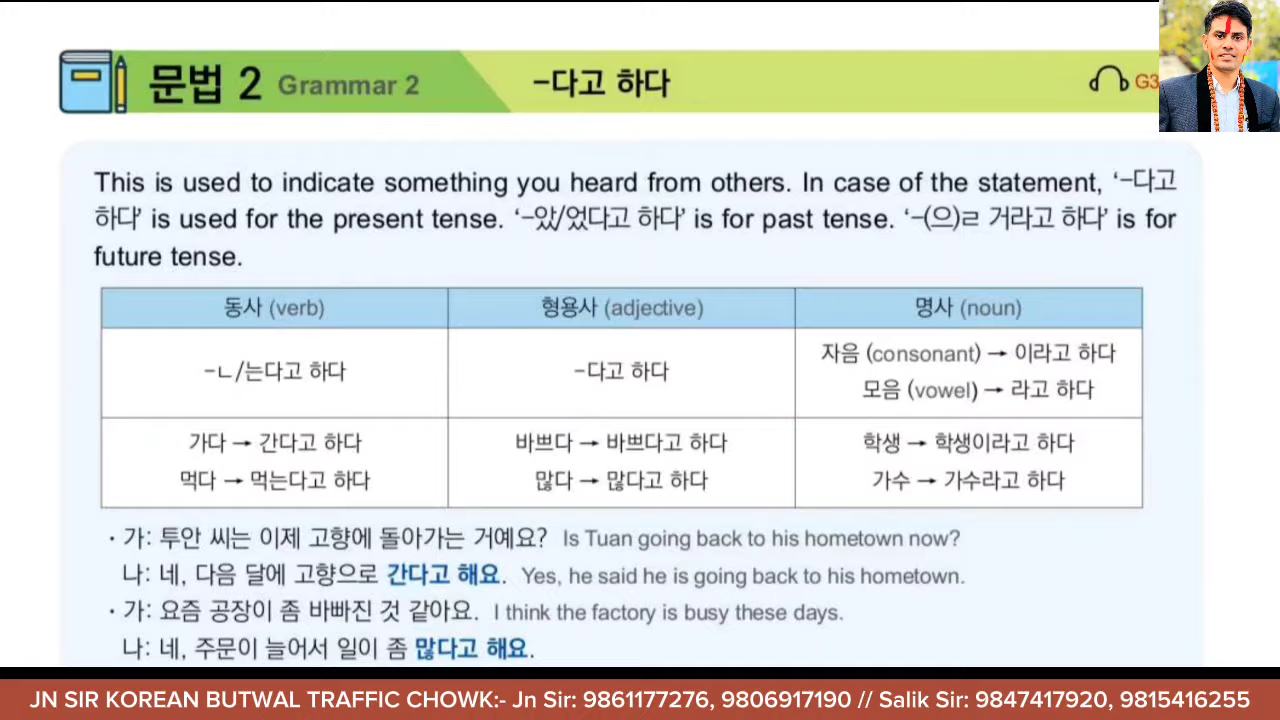 문법 2 Grammar 2 -다고 하다 G3
This is used to indicate something you heard from others. In case of the statement, ‘-다고
하다’ is used for the present tense. ‘-았/었다고 하다’ is for past tense. ‘-(으)ㄹ 거라고 하다’ is for
future tense.
동사 (verb) 형용사 (adjective) 명사 (noun)
-ㄴ/는다고 하다 -다고 하다 자음 (consonant) → 이라고 하다
모음 (vowel) → 라고 하다
가다 → 간다고 하다 바쁘다 → 바쁘다고 하다 학생 → 학생이라고 하다
먹다 → 먹는다고 하다 많다 → 많다고 하다 가수 → 가수라고 하다
· 가: 투안 씨는 이제 고향에 돌아가는 거예요? Is Tuan going back to his hometown now?
나: 네, 다음 달에 고향으로 간다고 해요. Yes, he said he is going back to his hometown.
· 가: 요즘 공장이 좀 바빠진 것 같아요. I think the factory is busy these days.
나: 네, 주문이 늘어서 일이 좀 많다고 해요.
JN SIR KOREAN BUTWAL TRAFFIC CHOWK:- Jn Sir: 9861177276, 9806917190 // Salik Sir: 9847417920, 9815416255